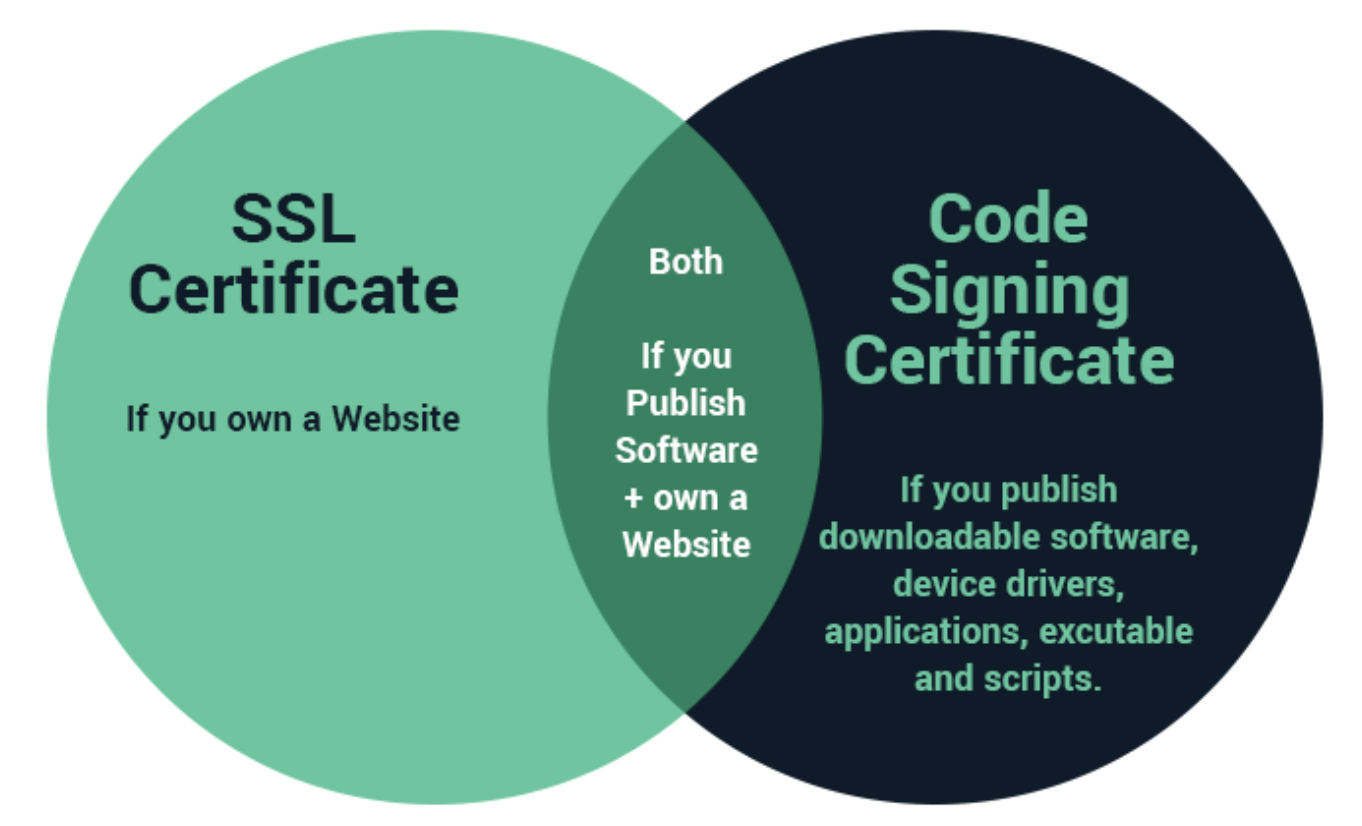 SSL
Certificate
If you own a Website
Both
If you
Publish
Software
+ own a
Website
Code
Signing
Certificate
If you publish
downloadable software,
device drivers,
applications, excutable
and scripts.